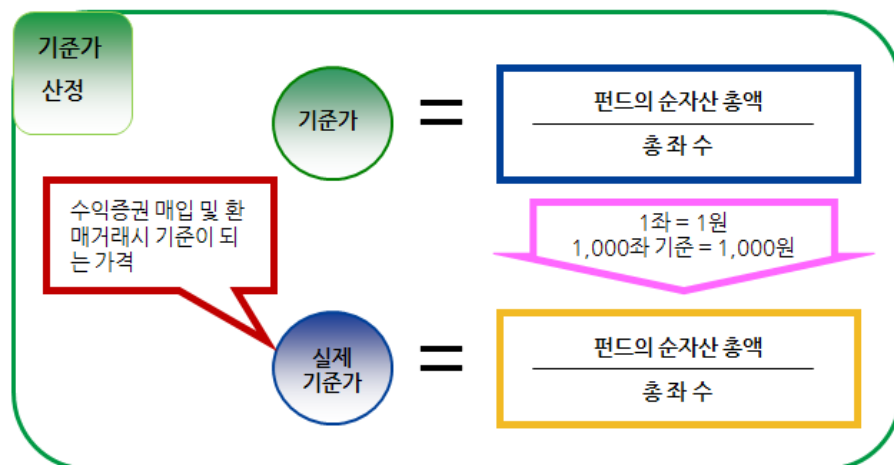 기준가
산정
기준가
=
펀드의 순자산 총액
총 좌 수
수익증권 매입 및 환
매거래시 기준이 되
는 가격
1좌 = 1원
1,000좌 기준 = 1,000원
실제
기준가
=
펀드의 순자산 총액
총 좌 수